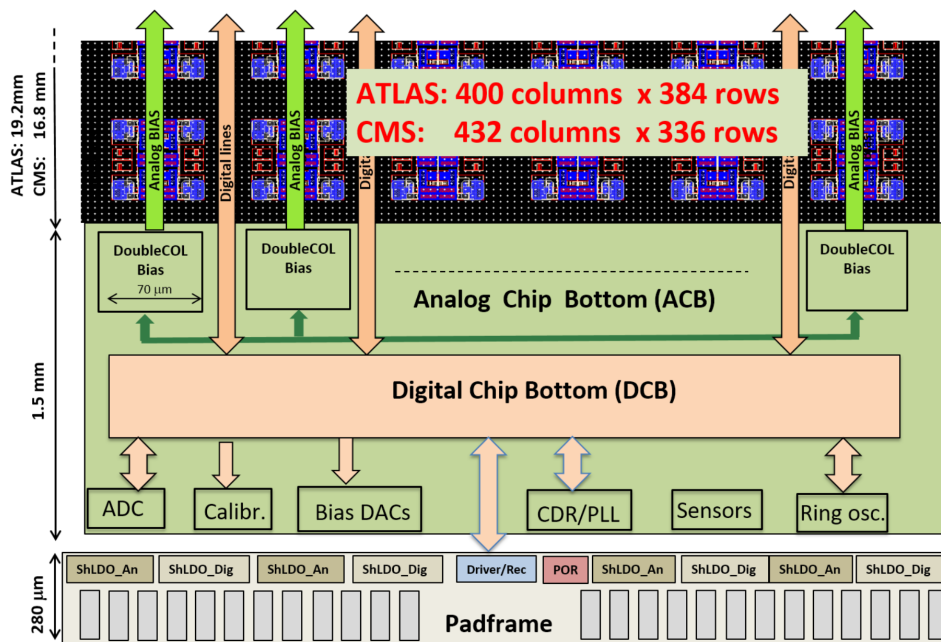 ATLAS: 19.2mm
CMS: 16.8 mm
Analog BIAS
Digital lines
Analog BIAS
Digital
Digital
Analog BIAS
ATLAS: 400 columns x 384 rows
CMS: 432 columns x 336 rows
1.5 mm
DoubleCOL
Bias
70 µm
DoubleCOL
Bias
DoubleCOL
Bias
Analog Chip Bottom (ACB)
Digital Chip Bottom (DCB)
ADC
Calibr.
Bias DACs
CDR/PLL
Sensors
Ring osc.
280 µm
ShLDO_An
ShLDO_Dig
ShLDO_An
ShLDO_Dig
Driver/Rec
POR
ShLDO_An
ShLDO_Dig
ShLDO_An
ShLDO_Dig
Padframe